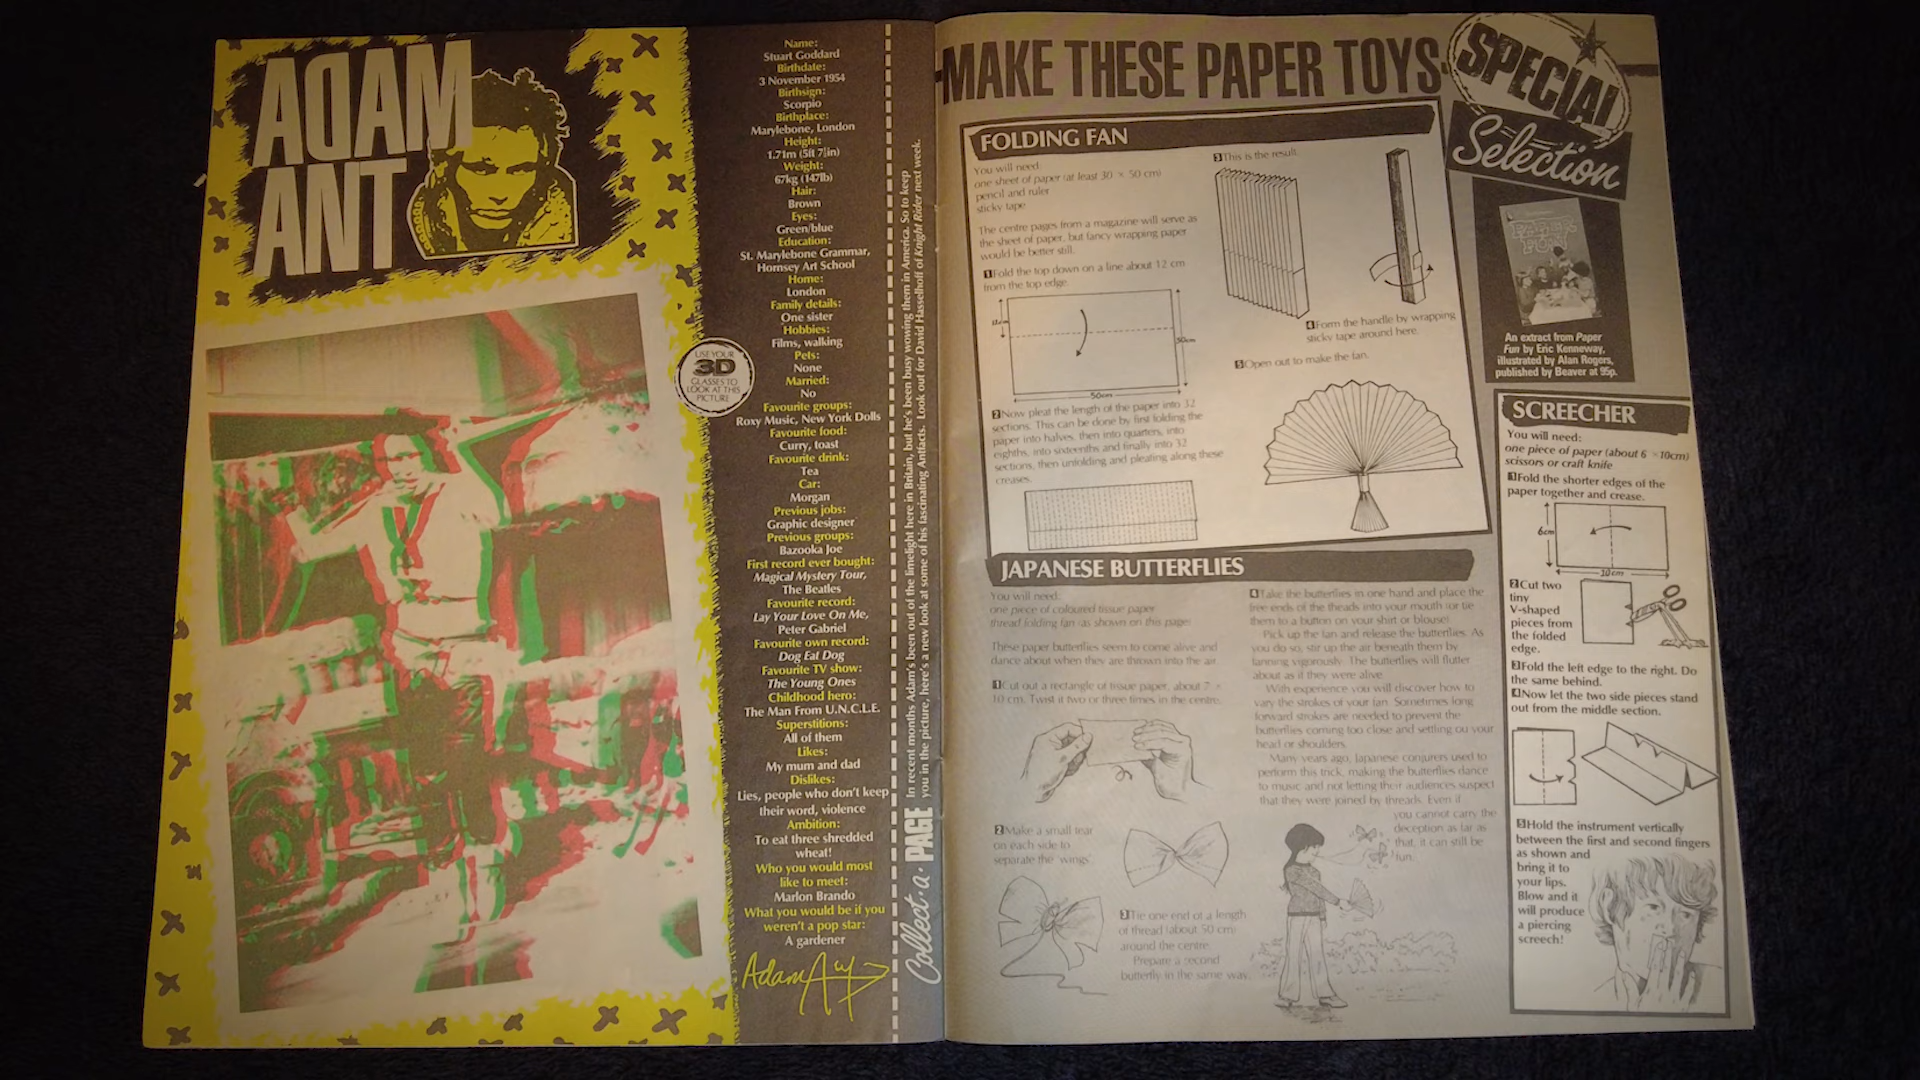 ADAM
ANT
USE YOUR
3D
GLASSES TO
LOOK AT THIS
PICTURE
Name:
Stuart Goddard
Birthdate:
3 November 1954
Birthsign:
Scorpio
Birthplace:
Marylebone, London
Height:
1.71m (5ft 7½in)
Weight:
67kg (147lb)
Hair:
Brown
Eyes:
Green/blue
Education:
St. Marylebone Grammar,
Hornsey Art School
Home:
London
Family details:
One sister
Hobbies:
Films, walking
Pets:
None
Married:
No
Favourite groups:
Roxy Music, New York Dolls
Favourite food:
Curry, toast
Favourite drink:
Tea
Car:
Morgan
Previous jobs:
Graphic designer
Previous groups:
Bazooka Joe
First record ever bought:
Magical Mystery Tour,
The Beatles
Favourite record:
Lay Your Love On Me,
Peter Gabriel
Favourite own record:
Dog Eat Dog
Favourite TV show:
The Young Ones
Childhood hero:
The Man From U.N.C.L.E.
Superstitions:
All of them
Likes:
My mum and dad
Dislikes:
Lies, people who don't keep
their word, violence
Ambition:
To eat three shredded
wheat!
Who you would most
like to meet:
Marlon Brando
What you would be if you
weren't a pop star:
A gardener
Adam Ant
Collect·a·PAGE
In recent months Adam's been out of the limelight here in Britain, but he's been busy wowing them in America. So to keep
you in the picture, here's a new look at some of his fascinating Antfacts. Look out for David Hasselhoff of Knight Rider next week.
MAKE THESE PAPER TOYS
SPECIAL
Selection
FOLDING FAN
You will need:
one sheet of paper (at least 30 × 50 cm)
pencil and ruler
sticky tape
The centre pages from a magazine will serve as
the sheet of paper, but fancy wrapping paper
would be better still.
1 Fold the top down on a line about 12 cm
from the top edge.
12cm
30cm
50cm
2 Now pleat the length of the paper into 32
sections. This can be done by first folding the
paper into halves, then into quarters, into
eighths, into sixteenths and finally into 32
sections, then unfolding and pleating along these
creases.
3 This is the result.
4 Form the handle by wrapping
sticky tape around here.
5 Open out to make the fan.
PAPER
FUN
An extract from Paper
Fun by Eric Kenneway,
illustrated by Alan Rogers,
published by Beaver at 95p.
JAPANESE BUTTERFLIES
You will need:
one piece of coloured tissue paper
thread folding fan (as shown on this page)
These paper butterflies seem to come alive and
dance about when they are thrown into the air.
1 Cut out a rectangle of tissue paper, about 7 ×
10 cm. Twist it two or three times in the centre.
2 Make a small tear
on each side to
separate the 'wings'.
3 Tie one end of a length
of thread (about 50 cm)
around the centre.
Prepare a second
butterfly in the same way.
4 Take the butterflies in one hand and place the
free ends of the theads into your mouth (or tie
them to a button on your shirt or blouse)
Pick up the fan and release the butterflies. As
you do so, stir up the air beneath them by
fanning vigorously. The butterflies will flutter
about as if they were alive.
With experience you will discover how to
vary the strokes of your fan. Sometimes long
forward strokes are needed to prevent the
butterflies coming too close and settling on your
head or shoulders.
Many years ago, Japanese conjurers used to
perform this trick, making the butterflies dance
to music and not letting their audiences suspect
that they were joined by threads. Even if
you cannot carry the
deception as far as
that, it can still be
fun.
SCREECHER
You will need:
one piece of paper (about 6 × 10cm)
scissors or craft knife
1 Fold the shorter edges of the
paper together and crease.
6cm
10cm
2 Cut two
tiny
V-shaped
pieces from
the folded
edge.
3 Fold the left edge to the right. Do
the same behind.
4 Now let the two side pieces stand
out from the middle section.
5 Hold the instrument vertically
between the first and second fingers
as shown and
bring it to
your lips.
Blow and it
will produce
a piercing
screech!